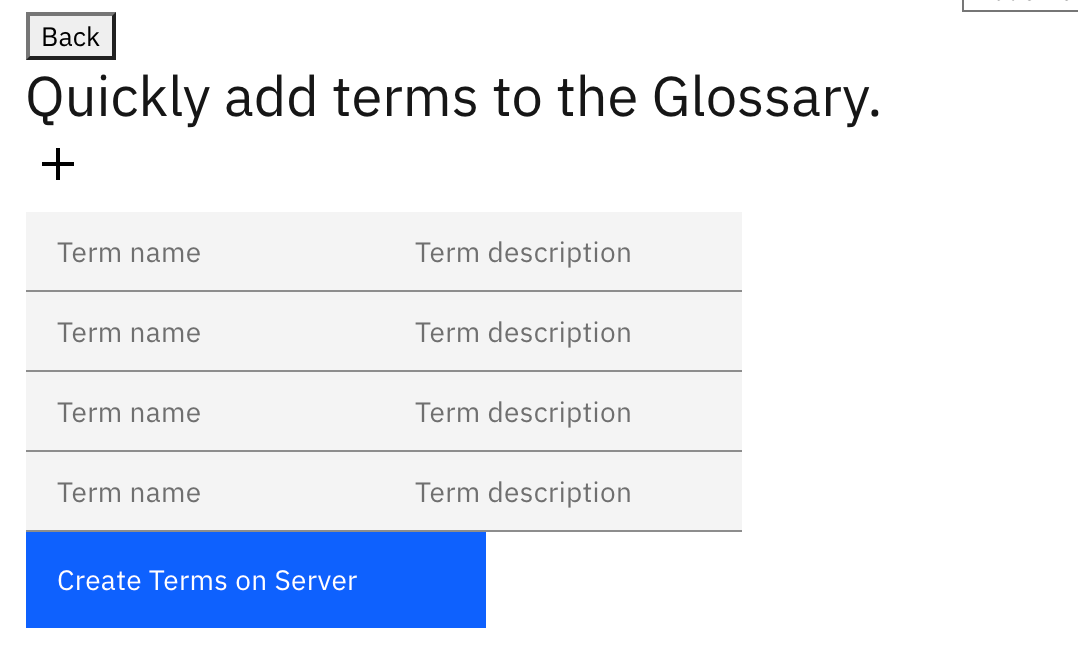 Back
Quickly add terms to the Glossary.
Term name Term description
Term name Term description
Term name Term description
Term name Term description
Create Terms on Server